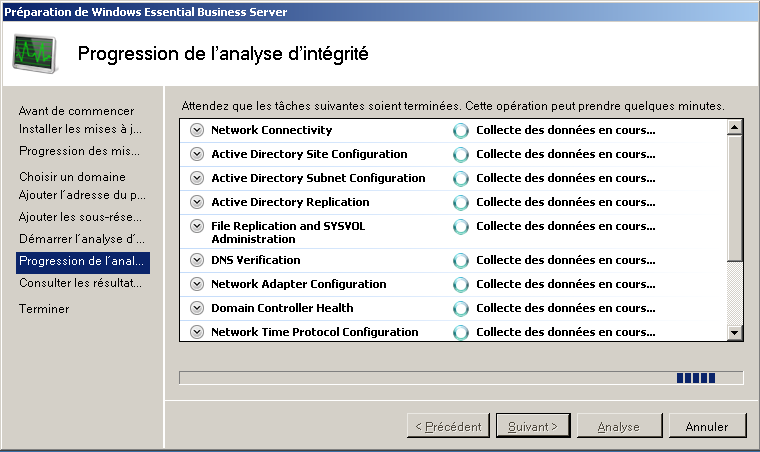 Préparation de Windows Essential Business Server
Progression de l'analyse d'intégrité
Avant de commencer
Installer les mises à j...
Progression des mis...
Choisir un domaine
Ajouter l'adresse du p...
Ajouter les sous-rése...
Démarrer l'analyse d'...
Progression de l'anal...
Consulter les résultat...
Terminer
Attendez que les tâches suivantes soient terminées. Cette opération peut prendre quelques minutes.
Network Connectivity Collecte des données en cours...
Active Directory Site Configuration Collecte des données en cours...
Active Directory Subnet Configuration Collecte des données en cours...
Active Directory Replication Collecte des données en cours...
File Replication and SYSVOL Collecte des données en cours...
Administration
DNS Verification Collecte des données en cours...
Network Adapter Configuration Collecte des données en cours...
Domain Controller Health Collecte des données en cours...
Network Time Protocol Configuration Collecte des données en cours...
< Précédent Suivant > Analyse Annuler